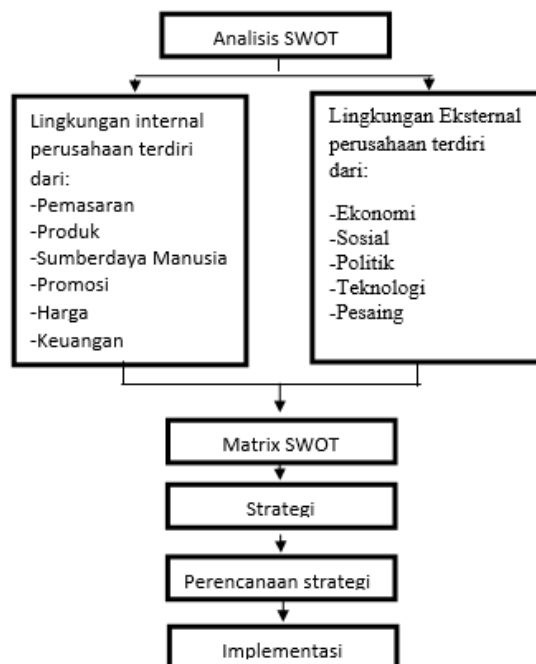 Analisis SWOT
Lingkungan internal
perusahaan terdiri
dari:
-Pemasaran
-Produk
-Sumberdaya Manusia
-Promosi
-Harga
-Keuangan
Lingkungan Eksternal
perusahaan terdiri
dari:
-Ekonomi
-Sosial
-Politik
-Teknologi
-Pesaing
Matrix SWOT
Strategi
Perencanaan strategi
Implementasi